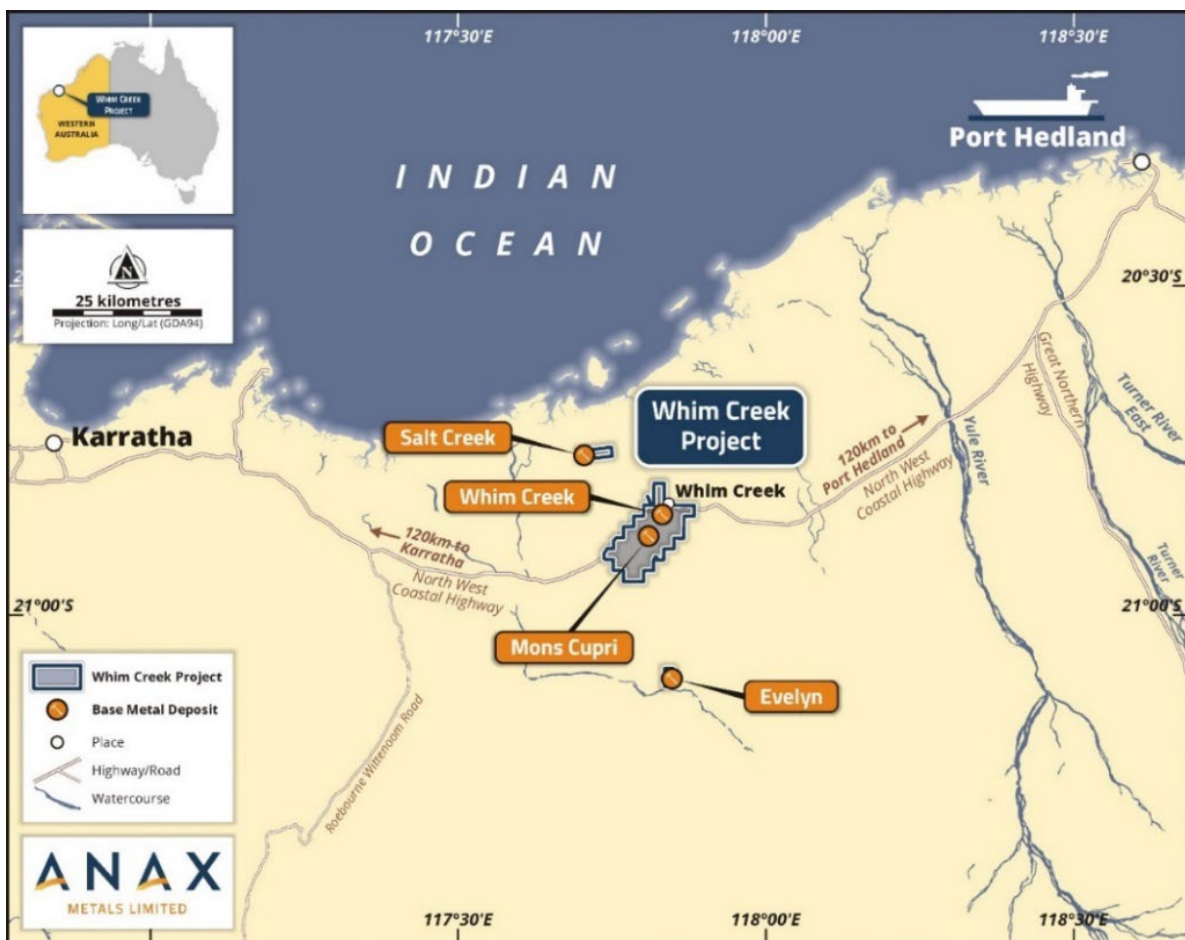 117°30'E
118°00'E
118°30'E
WHIM CREEK
PROJECT
WESTERN
AUSTRALIA
Port Hedland
INDIAN
OCEAN
N
25 kilometres
Projection: Long/Lat (GDA94)
20°30'S
Great Northern
Highway
Turner River
East
Karratha
Salt Creek
Whim Creek
Project
120km to
Port Hedland
North West
Coastal Highway
Yule River
Whim Creek
Whim Creek
120km to
Karratha
North West
Coastal Highway
Turner
River
21°00'S
21°00'S
Mons Cupri
Evelyn
Roebourne Wittenoom Road
Whim Creek Project
Base Metal Deposit
Place
Highway/Road
Watercourse
ANAX
METALS LIMITED
117°30'E
118°00'E
118°30'E